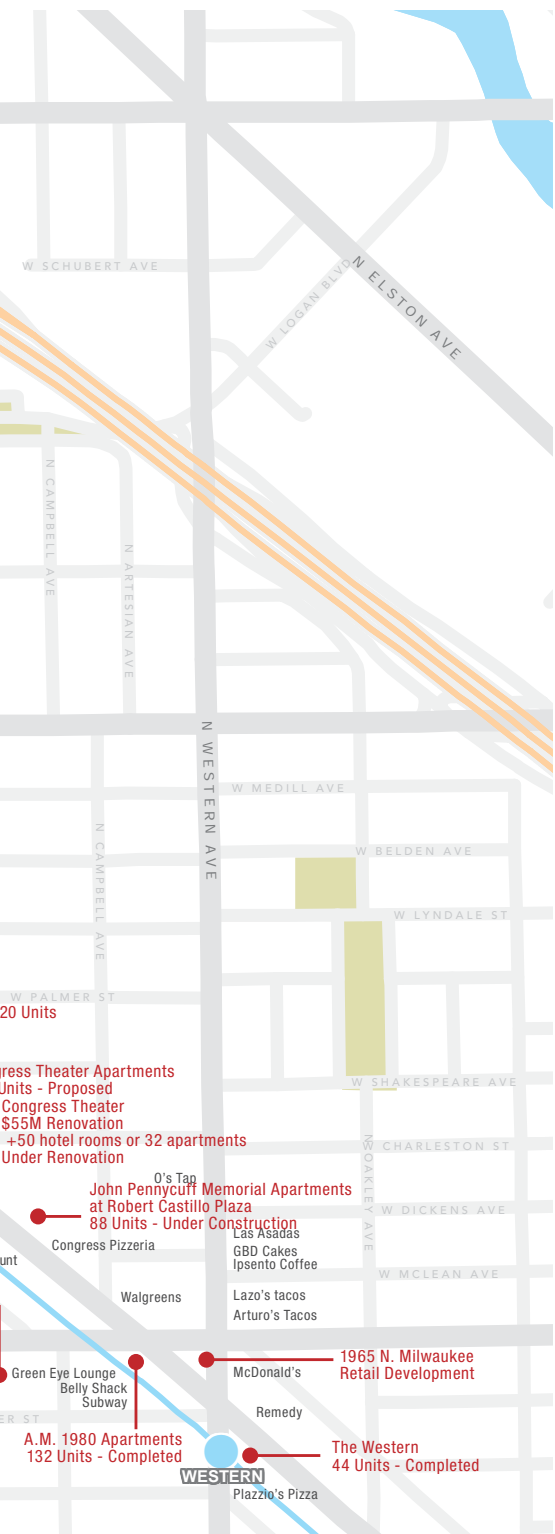 W SCHUBERT AVE
W LOGAN BLVD
N ELSTON AVE
N CAMPBELL AVE
N ARTESIAN AVE
N WESTERN AVE
W MEDILL AVE
N CAMPBELL AVE
W BELDEN AVE
W LYNDALE ST
W PALMER ST
20 Units
gress Theater Apartments
Units - Proposed
Congress Theater
$55M Renovation
+50 hotel rooms or 32 apartments
Under Renovation
W SHAKESPEARE AVE
N OAKLEY AVE
W CHARLESTON ST
O's Tap
John Pennycuff Memorial Apartments
at Robert Castillo Plaza
88 Units - Under Construction
W DICKENS AVE
Las Asadas
GBD Cakes
Ipsento Coffee
Congress Pizzeria
unt
W MCLEAN AVE
Walgreens
Lazo's tacos
Arturo's Tacos
1965 N. Milwaukee
Retail Development
McDonald's
Green Eye Lounge
Belly Shack
Subway
Remedy
ER ST
A.M. 1980 Apartments
132 Units - Completed
The Western
44 Units - Completed
WESTERN
Plazzio's Pizza